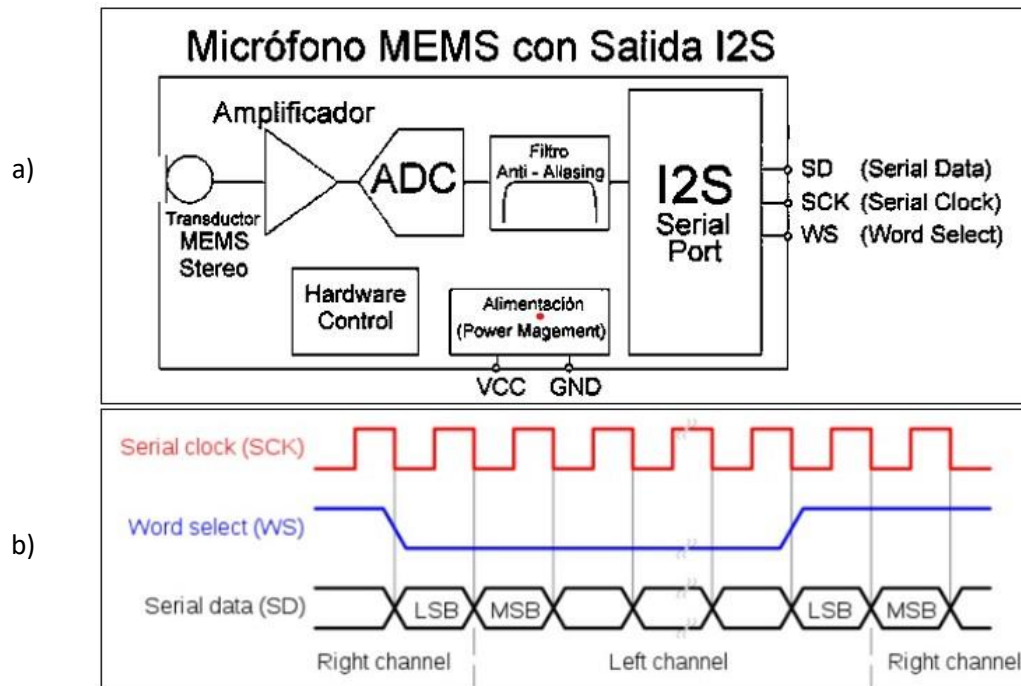 a)
Micrófono MEMS con Salida I2S
Amplificador
Transductor
MEMS
Stereo
ADC
Filtro
Anti - Aliasing
I2S
Serial
Port
SD (Serial Data)
SCK (Serial Clock)
WS (Word Select)
Hardware
Control
Alimentación
(Power Magement)
VCC GND
b)
Serial clock (SCK)
Word select (WS)
Serial data (SD)
LSB MSB LSB MSB
Right channel Left channel Right channel